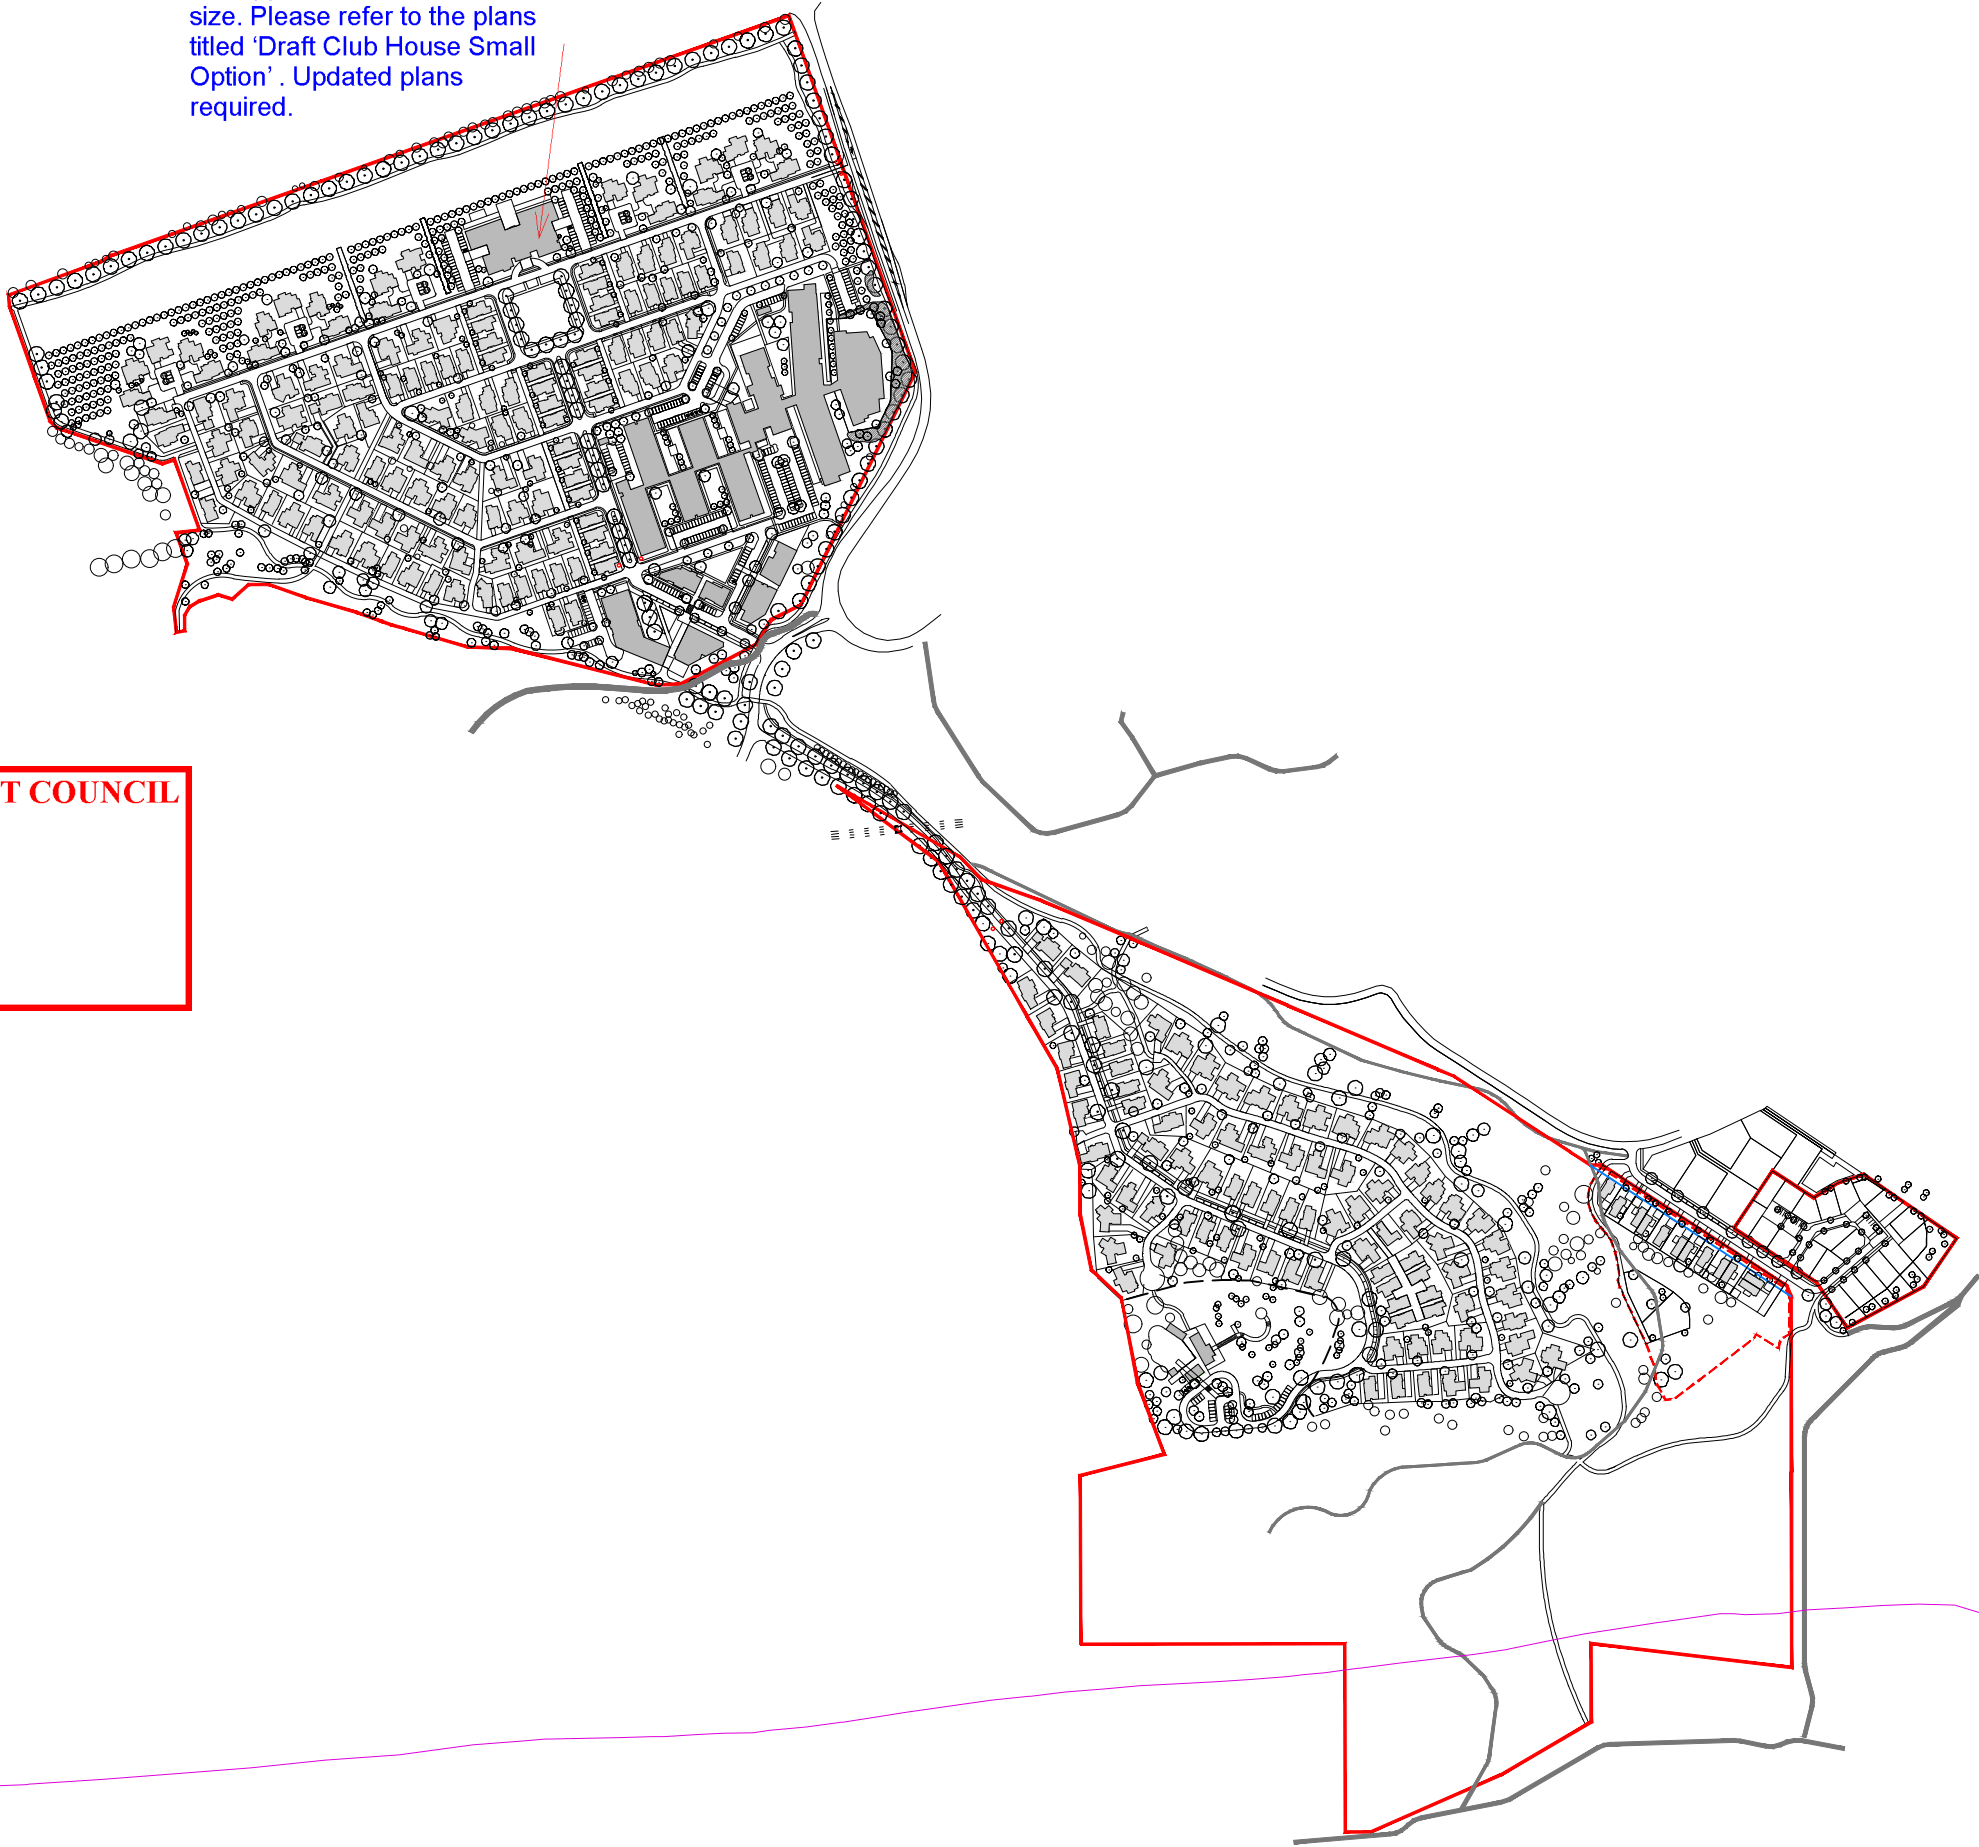 size. Please refer to the plans
titled ‘Draft Club House Small
Option’ . Updated plans
required.
T COUNCIL